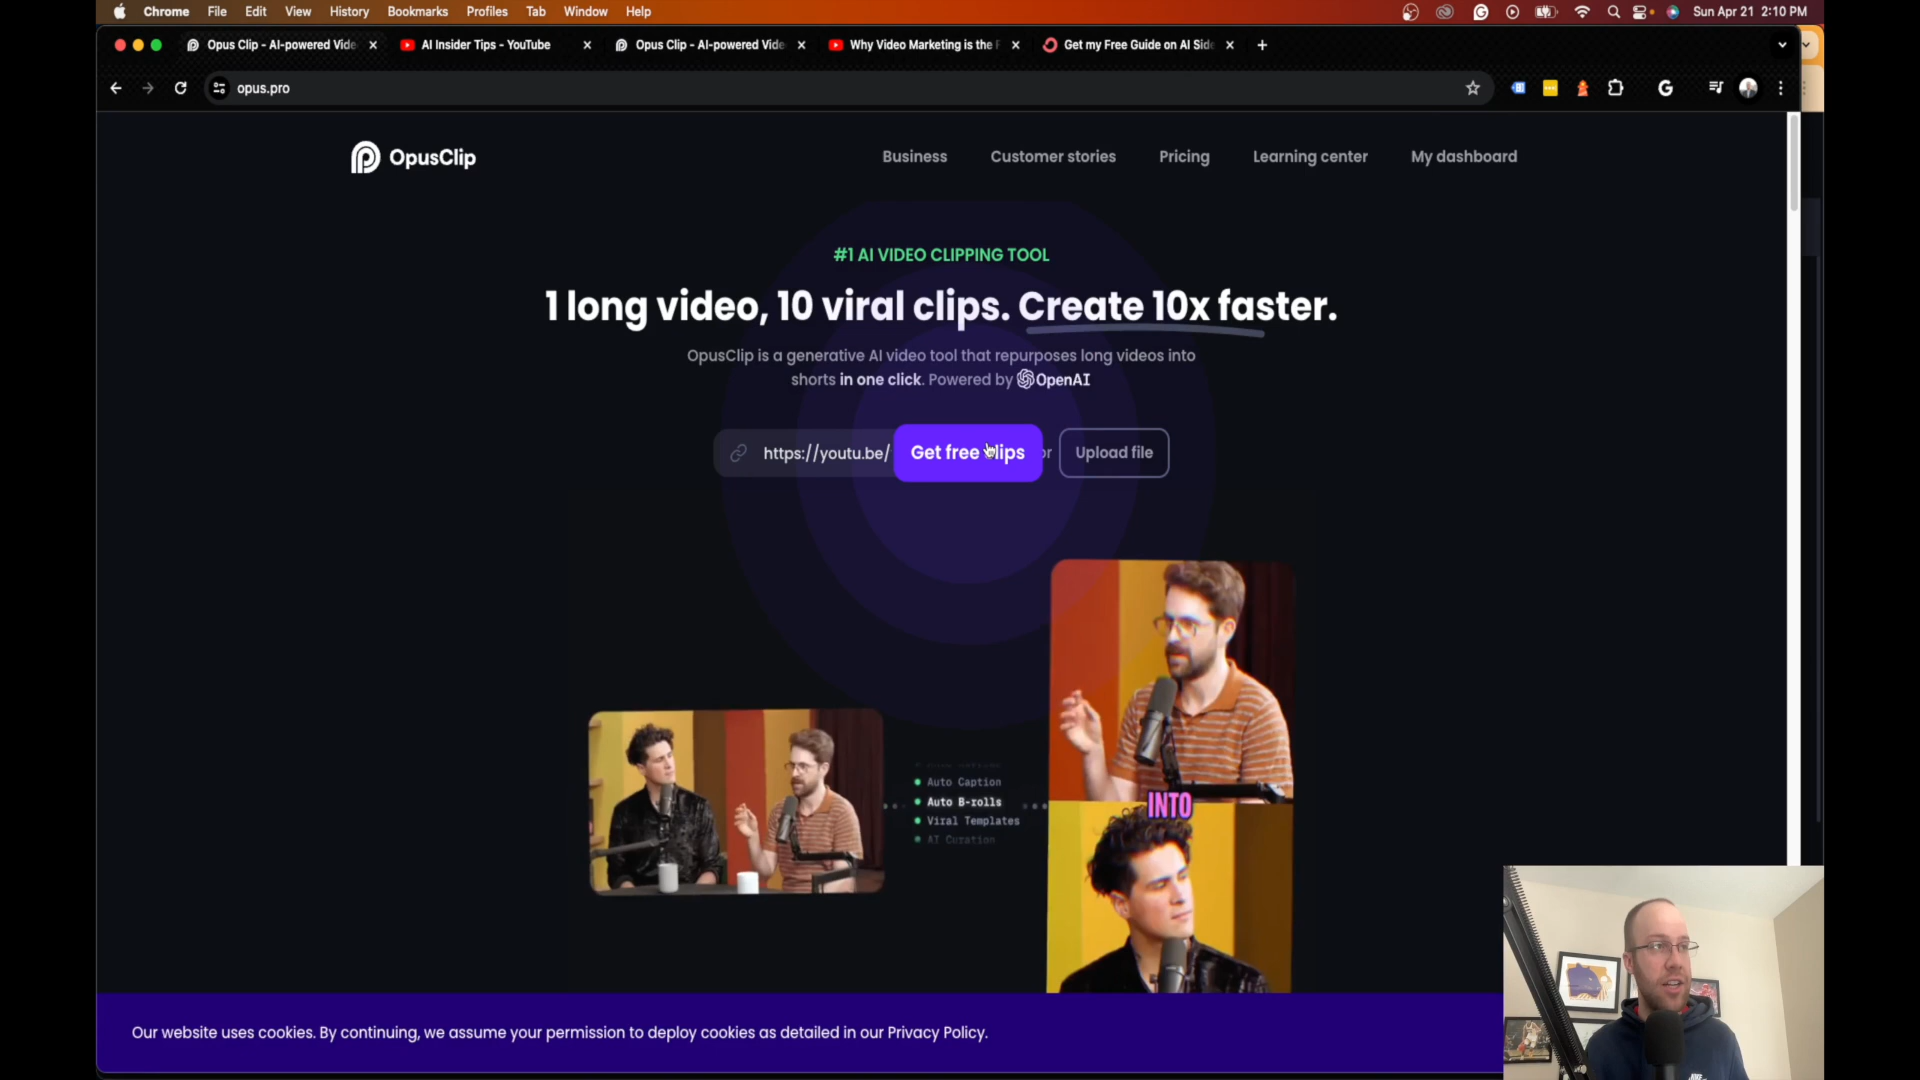 Chrome File Edit View History Bookmarks Profiles Tab Window Help
Sun Apr 21 2:10 PM
Opus Clip - AI-powered Vide
AI Insider Tips - YouTube
Opus Clip - AI-powered Vide
Why Video Marketing is the F
Get my Free Guide on AI Sid
opus.pro
OpusClip
Business
Customer stories
Pricing
Learning center
My dashboard
#1 AI VIDEO CLIPPING TOOL
1 long video, 10 viral clips. Create 10x faster.
OpusClip is a generative AI video tool that repurposes long videos into
shorts in one click. Powered by OpenAI
https://youtu.be/
Get free clips
or
Upload file
Auto Caption
Auto B-rolls
Viral Templates
AI Curation
INTO
Our website uses cookies. By continuing, we assume your permission to deploy cookies as detailed in our Privacy Policy.